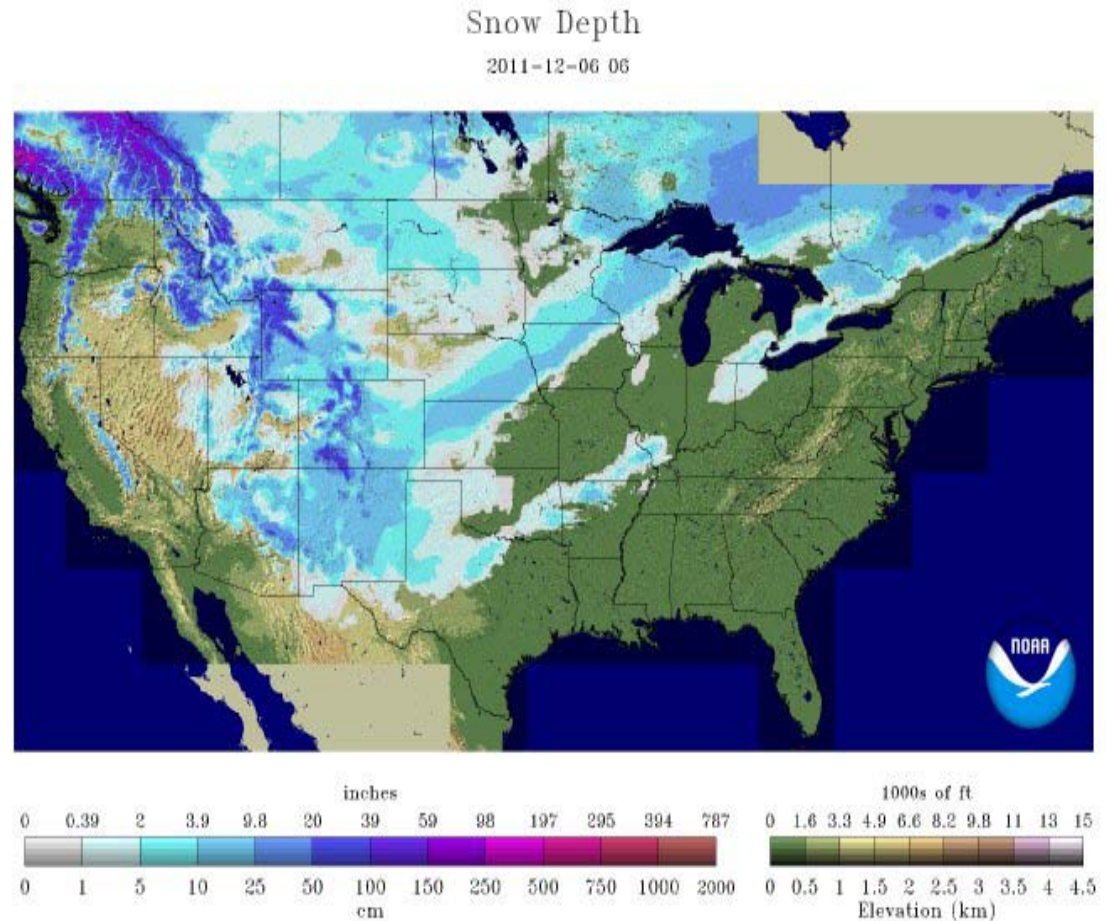 Snow Depth
2011-12-06 06
NOAA
inches
0 0.39 2 3.9 9.8 20 39 59 98 197 295 394 787
0 1 5 10 25 50 100 150 250 500 750 1000 2000
cm
1000s of ft
0 1.6 3.3 4.9 6.6 8.2 9.8 11 13 15
0 0.5 1 1.5 2 2.5 3 3.5 4 4.5
Elevation (km)